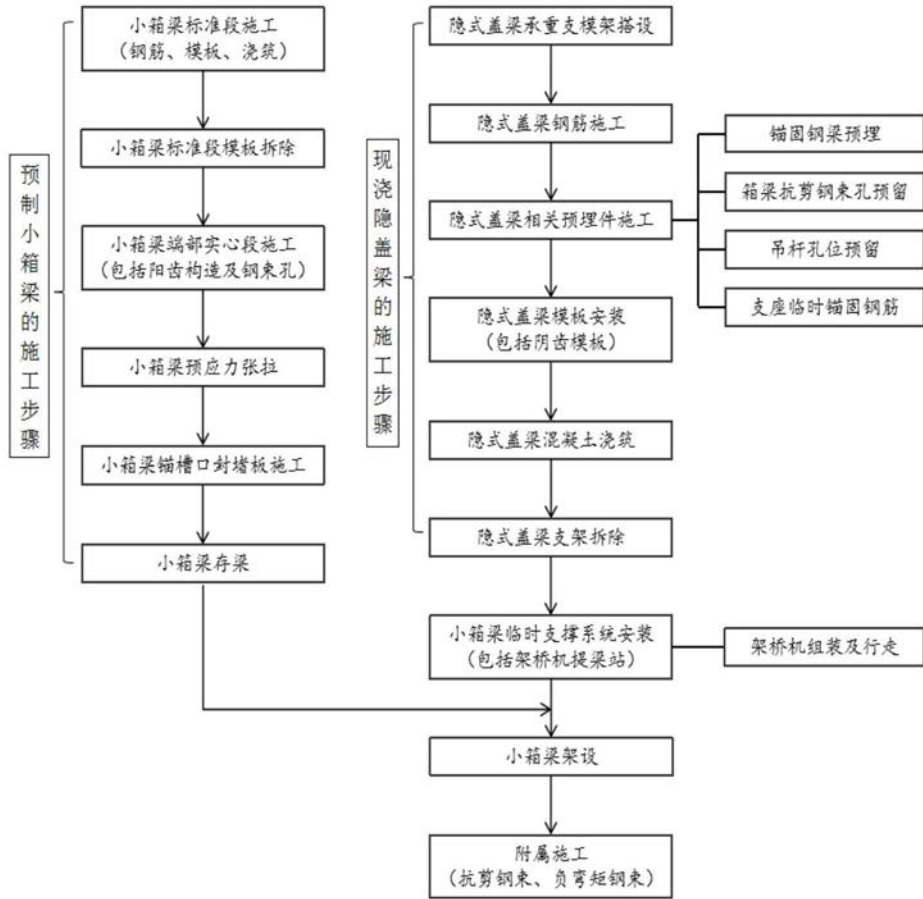 预制小箱梁的施工步骤
小箱梁标准段施工
（钢筋、模板、浇筑）
小箱梁标准段模板拆除
小箱梁端部实心段施工
（包括阳齿构造及钢束孔）
小箱梁预应力张拉
小箱梁锚槽口封堵板施工
小箱梁存梁
现浇隐盖梁的施工步骤
隐式盖梁承重支模架搭设
隐式盖梁钢筋施工
隐式盖梁相关预埋件施工
锚固钢梁预埋
箱梁抗剪钢束孔预留
吊杆孔位预留
支座临时锚固钢筋
隐式盖梁模板安装
（包括阴齿模板）
隐式盖梁混凝土浇筑
隐式盖梁支架拆除
小箱梁临时支撑系统安装
（包括架桥机提梁站）
架桥机组装及行走
小箱梁架设
附属施工
（抗剪钢束、负弯矩钢束）